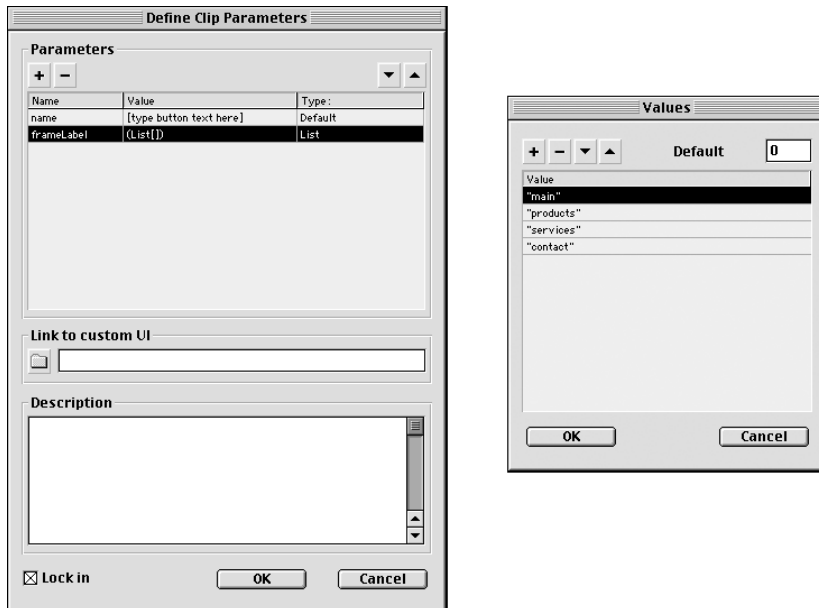 Define Clip Parameters
Parameters
+ −
Name Value Type:
name [type button text here] Default
frameLabel (List[]) List
Link to custom UI
Description
Lock in OK Cancel
Values
+ − Default 0
Value
"main"
"products"
"services"
"contact"
OK Cancel